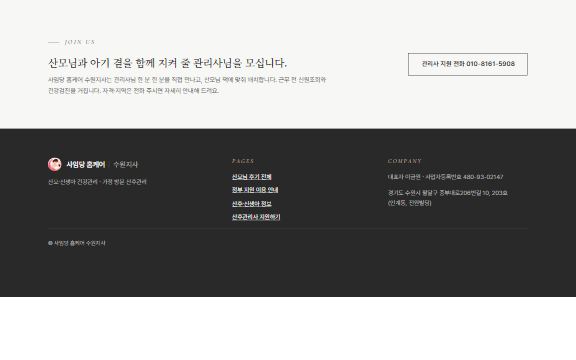 JOIN US
산모님과 아기 곁을 함께 지켜 줄 관리사님을 모십니다.
사임당 홈케어 수원지사는 관리사님 한 분 한 분을 직접 만나고, 산모님 댁에 맞춰 배치합니다. 근무 전 신원조회와
건강검진을 거칩니다. 자격·지역은 전화 주시면 자세히 안내해 드려요.
관리사 지원 전화 010-8161-5908
사임당 홈케어 수원지사
산모·신생아 건강관리 · 가정 방문 산후관리
PAGES
산모님 후기 전체
정부 지원 이용 안내
산후·신생아 정보
산후관리사 지원하기
COMPANY
대표자 이금원 · 사업자등록번호 480-93-02147
경기도 수원시 팔달구 중부대로206번길 10, 203호
(인계동, 전원빌딩)
© 사임당 홈케어 수원지사